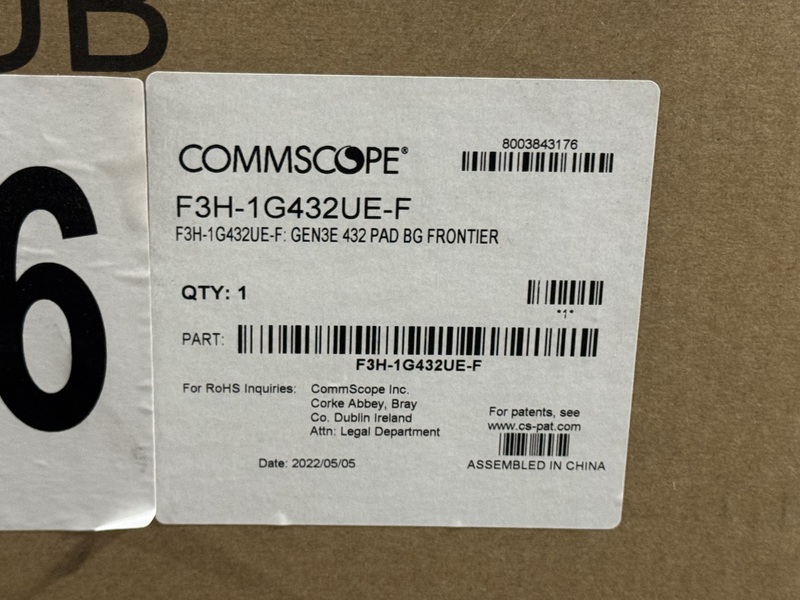 UB
6
COMMSCOPE®
8003843176
F3H-1G432UE-F
F3H-1G432UE-F: GEN3E 432 PAD BG FRONTIER
QTY: 1
*1*
PART:
F3H-1G432UE-F
For RoHS Inquiries: CommScope Inc.
Corke Abbey, Bray
Co. Dublin Ireland
Attn: Legal Department
For patents, see
www.cs-pat.com
Date: 2022/05/05
ASSEMBLED IN CHINA